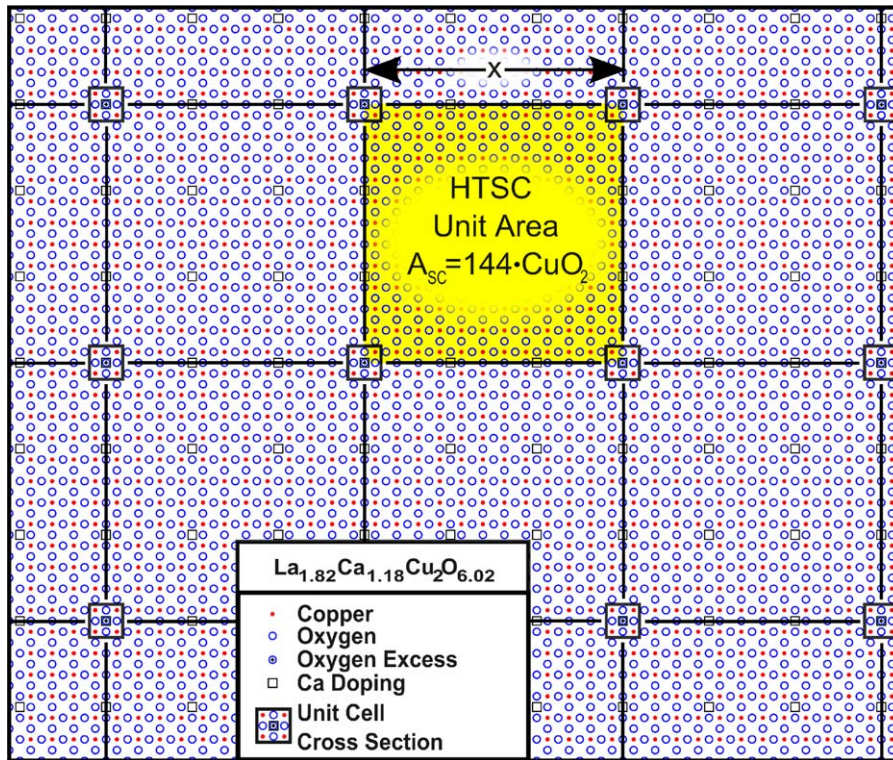 x
HTSC
Unit Area
A_SC=144•CuO₂
La₁.₈₂Ca₁.₁₈Cu₂O₆.₀₂
Copper
Oxygen
Oxygen Excess
Ca Doping
Unit Cell
Cross Section